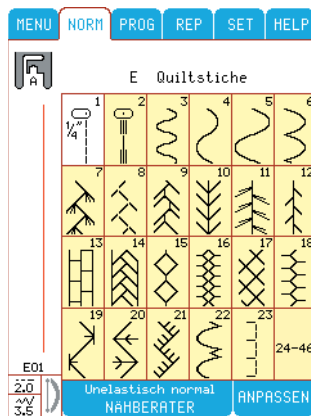 MENU NORM PROG REP SET HELP
A
E Quiltstiche
1 2 3 4 5 6
1/4"
7 8 9 10 11 12
13 14 15 16 17 18
19 20 21 22 23 24-46
E01
2.0
3.5
Unelastisch normal
NÄHBERATER
ANPASSEN